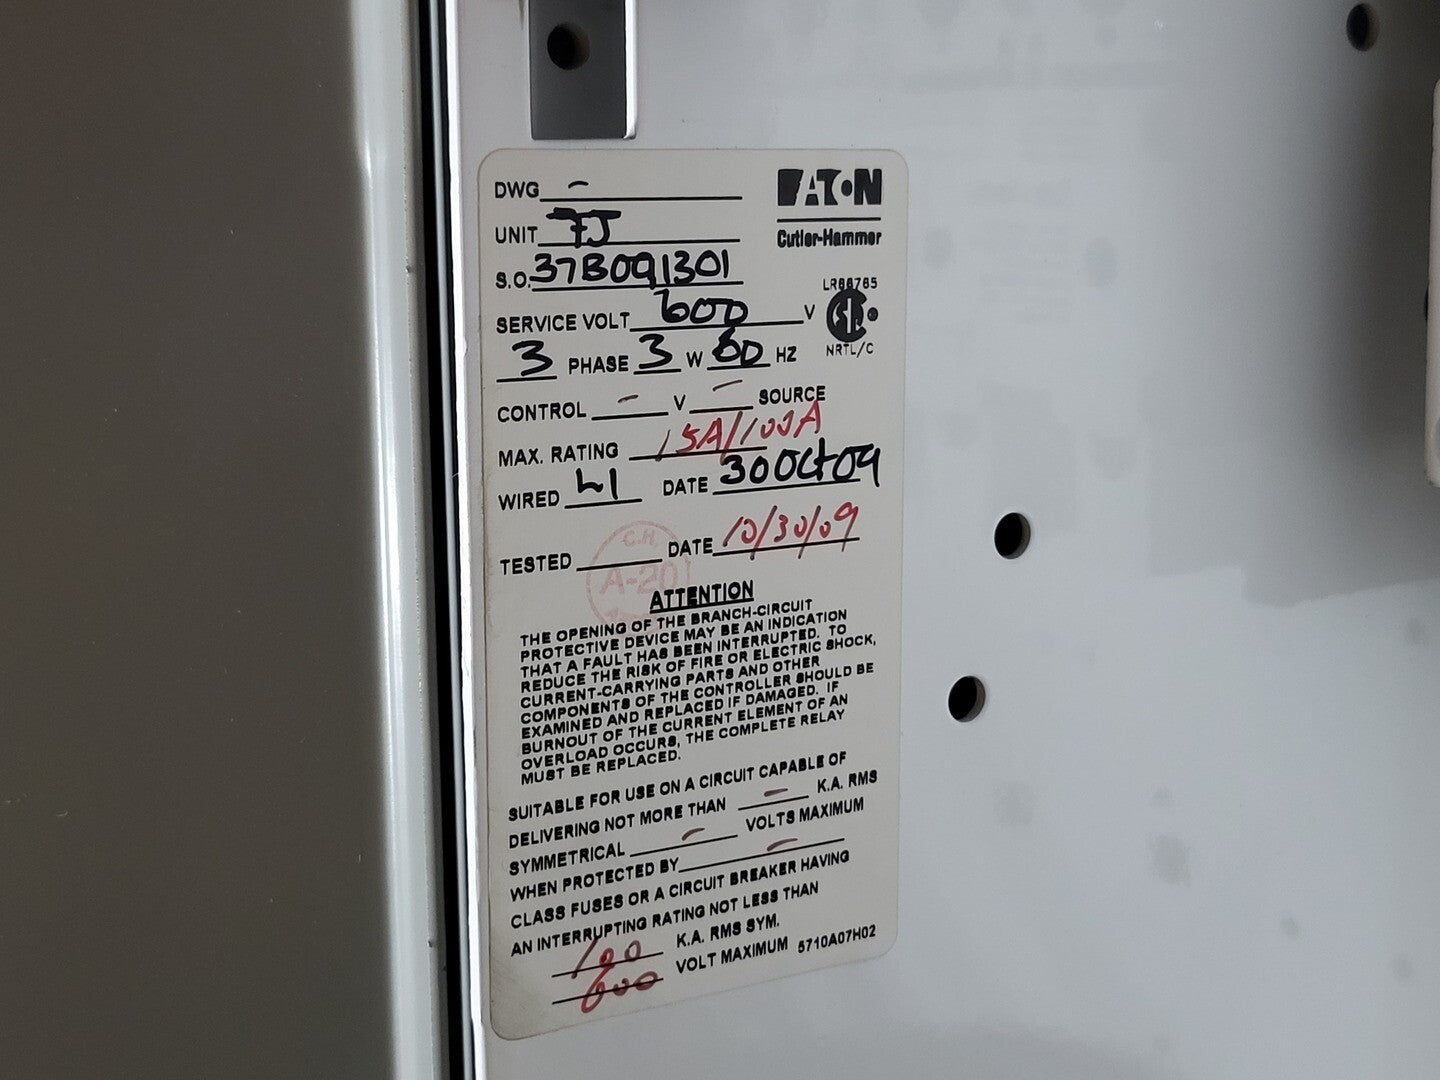 DWG -
EATON
UNIT 7J
Cutler-Hammer
S.O. 37B091301
LR68765
SERVICE VOLT 600 V
NRTL/C
3 PHASE 3 W 60 HZ
CONTROL - V - SOURCE
MAX. RATING 15A/100A
WIRED L1 DATE 30Oct09
TESTED DATE 10/30/09
C.H.
A-20
ATTENTION
THE OPENING OF THE BRANCH-CIRCUIT
PROTECTIVE DEVICE MAY BE AN INDICATION
THAT A FAULT HAS BEEN INTERRUPTED. TO
REDUCE THE RISK OF FIRE OR ELECTRIC SHOCK,
CURRENT-CARRYING PARTS AND OTHER
COMPONENTS OF THE CONTROLLER SHOULD BE
EXAMINED AND REPLACED IF DAMAGED. IF
BURNOUT OF THE CURRENT ELEMENT OF AN
OVERLOAD OCCURS, THE COMPLETE RELAY
MUST BE REPLACED.
SUITABLE FOR USE ON A CIRCUIT CAPABLE OF
DELIVERING NOT MORE THAN - K.A. RMS
SYMMETRICAL - VOLTS MAXIMUM
WHEN PROTECTED BY -
CLASS FUSES OR A CIRCUIT BREAKER HAVING
AN INTERRUPTING RATING NOT LESS THAN
100 K.A. RMS SYM.
600 VOLT MAXIMUM 5710A07H02